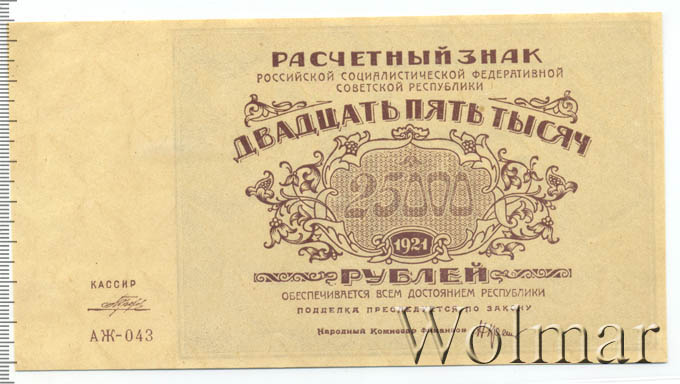 РАСЧЕТНЫЙ ЗНАК
РОССИЙСКОЙ СОЦИАЛИСТИЧЕСКОЙ ФЕДЕРАТИВНОЙ
СОВЕТСКОЙ РЕСПУБЛИКИ
ДВАДЦАТЬ ПЯТЬ ТЫСЯЧ
25000
1921
РУБЛЕЙ
ОБЕСПЕЧИВАЕТСЯ ВСЕМ ДОСТОЯНИЕМ РЕСПУБЛИКИ
ПОДДЕЛКА ПРЕСЛЕДУЕТСЯ ПО ЗАКОНУ
Народный Комиссар Финансов
КАССИР
АЖ-043
Wolmar